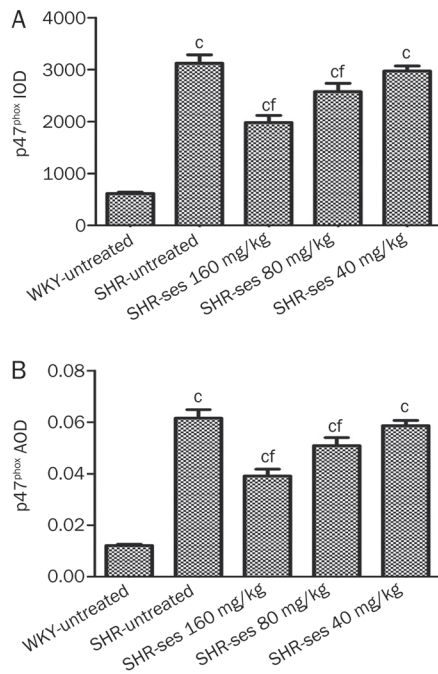 A
p47phox IOD
4000
3000
2000
1000
0
c
cf
cf
c
WKY-untreated
SHR-untreated
SHR-ses 160 mg/kg
SHR-ses 80 mg/kg
SHR-ses 40 mg/kg
B
p47phox AOD
0.08
0.06
0.04
0.02
0.00
c
cf
cf
c
WKY-untreated
SHR-untreated
SHR-ses 160 mg/kg
SHR-ses 80 mg/kg
SHR-ses 40 mg/kg